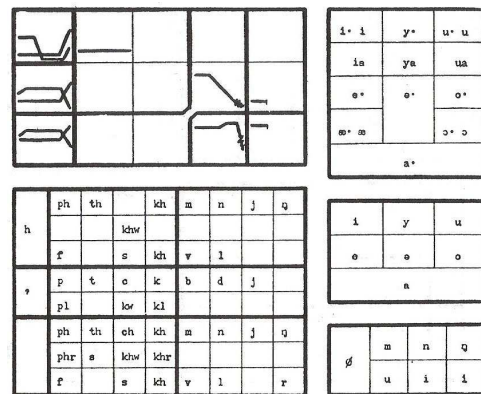 i· i y· u· u
ia ya ua
e· ə· o·
æ· æ ɔ· ɔ
a·
ph th kh m n j ŋ
h khw
f s kh v l
ʼ p t c k b d j
pl kw kl
ph th ch kh m n j ŋ
phr s khw khr
f s kh v l r
i y u
e ə o
a
m n ŋ
ø
u i i